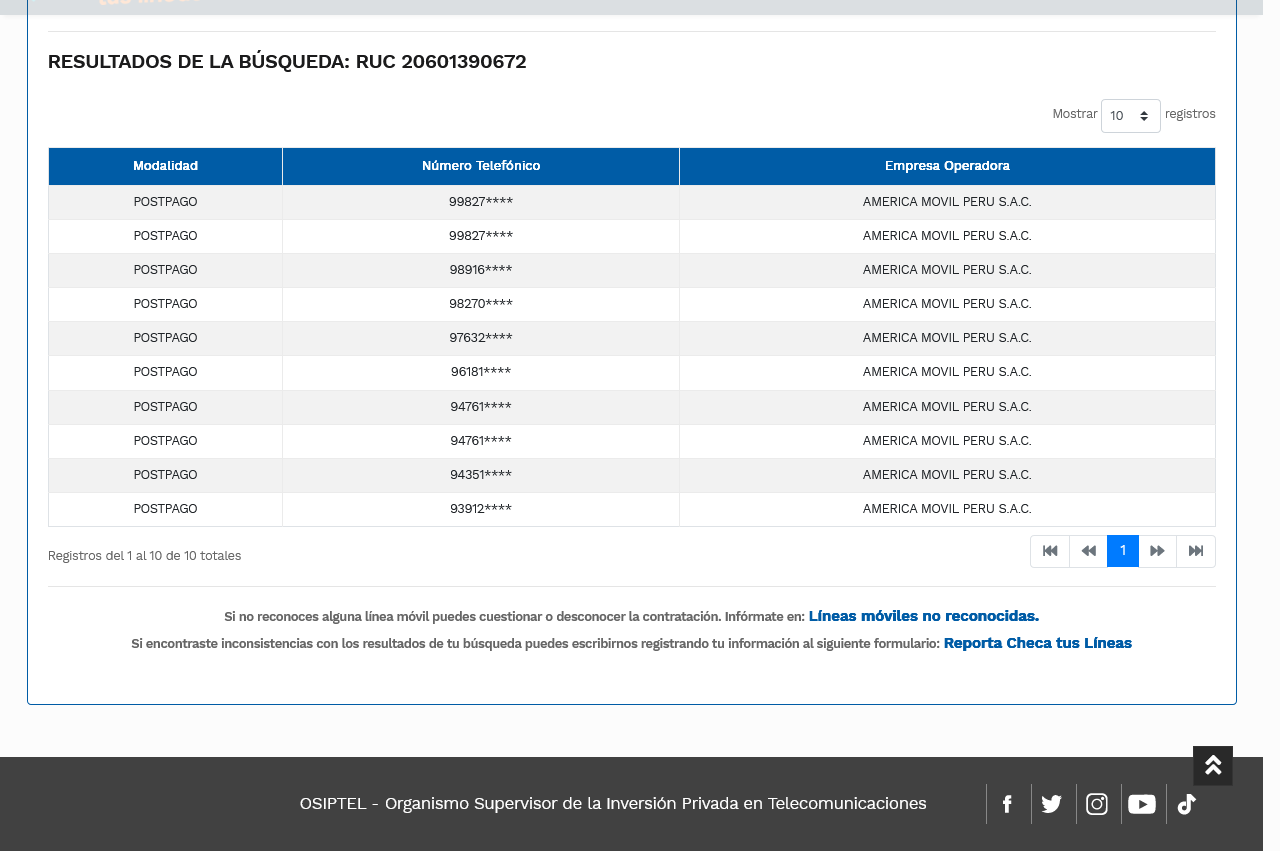 RESULTADOS DE LA BÚSQUEDA: RUC 20601390672
Mostrar 10 registros
Modalidad Número Telefónico Empresa Operadora
POSTPAGO 99827**** AMERICA MOVIL PERU S.A.C.
POSTPAGO 99827**** AMERICA MOVIL PERU S.A.C.
POSTPAGO 98916**** AMERICA MOVIL PERU S.A.C.
POSTPAGO 98270**** AMERICA MOVIL PERU S.A.C.
POSTPAGO 97632**** AMERICA MOVIL PERU S.A.C.
POSTPAGO 96181**** AMERICA MOVIL PERU S.A.C.
POSTPAGO 94761**** AMERICA MOVIL PERU S.A.C.
POSTPAGO 94761**** AMERICA MOVIL PERU S.A.C.
POSTPAGO 94351**** AMERICA MOVIL PERU S.A.C.
POSTPAGO 93912**** AMERICA MOVIL PERU S.A.C.
Registros del 1 al 10 de 10 totales
1
Si no reconoces alguna línea móvil puedes cuestionar o desconocer la contratación. Infórmate en: Líneas móviles no reconocidas.
Si encontraste inconsistencias con los resultados de tu búsqueda puedes escribirnos registrando tu información al siguiente formulario: Reporta Checa tus Líneas
OSIPTEL - Organismo Supervisor de la Inversión Privada en Telecomunicaciones